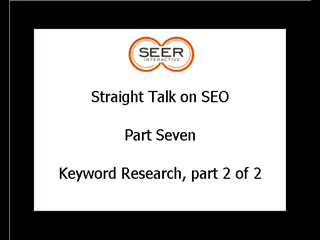 SEER
INTERACTIVE
Straight Talk on SEO
Part Seven
Keyword Research, part 2 of 2